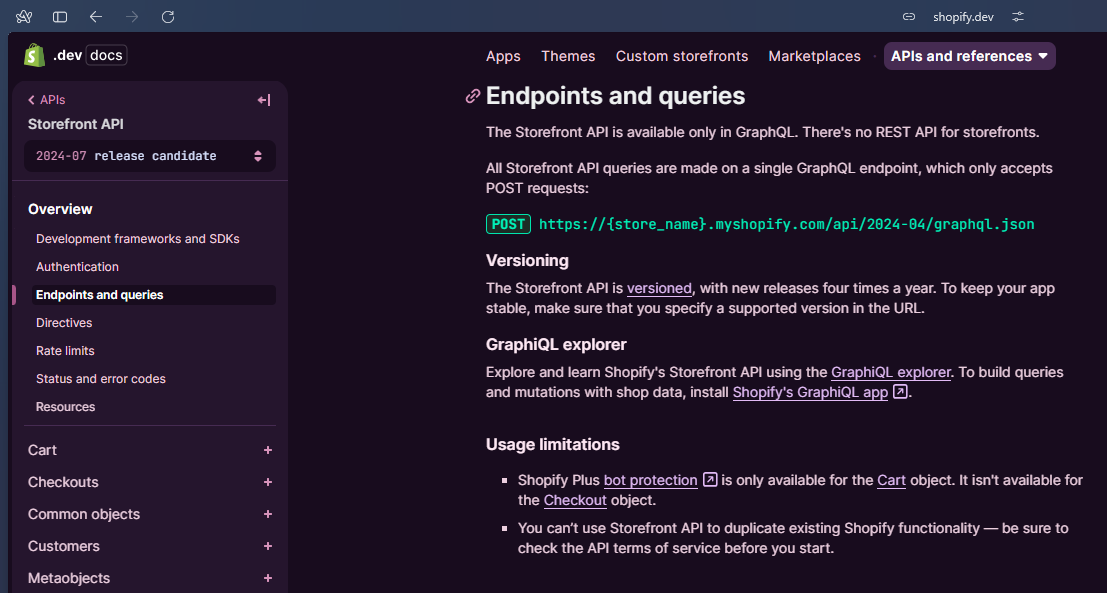 shopify.dev
.dev docs
Apps Themes Custom storefronts Marketplaces · APIs and references
APIs
Storefront API
2024-07 release candidate
Overview
Development frameworks and SDKs
Authentication
Endpoints and queries
Directives
Rate limits
Status and error codes
Resources
Cart +
Checkouts +
Common objects +
Customers +
Metaobjects +
Endpoints and queries
The Storefront API is available only in GraphQL. There's no REST API for storefronts.
All Storefront API queries are made on a single GraphQL endpoint, which only accepts
POST requests:
POST https://{store_name}.myshopify.com/api/2024-04/graphql.json
Versioning
The Storefront API is versioned, with new releases four times a year. To keep your app
stable, make sure that you specify a supported version in the URL.
GraphiQL explorer
Explore and learn Shopify's Storefront API using the GraphiQL explorer. To build queries
and mutations with shop data, install Shopify's GraphiQL app.
Usage limitations
▪ Shopify Plus bot protection is only available for the Cart object. It isn't available for
the Checkout object.
▪ You can’t use Storefront API to duplicate existing Shopify functionality — be sure to
check the API terms of service before you start.